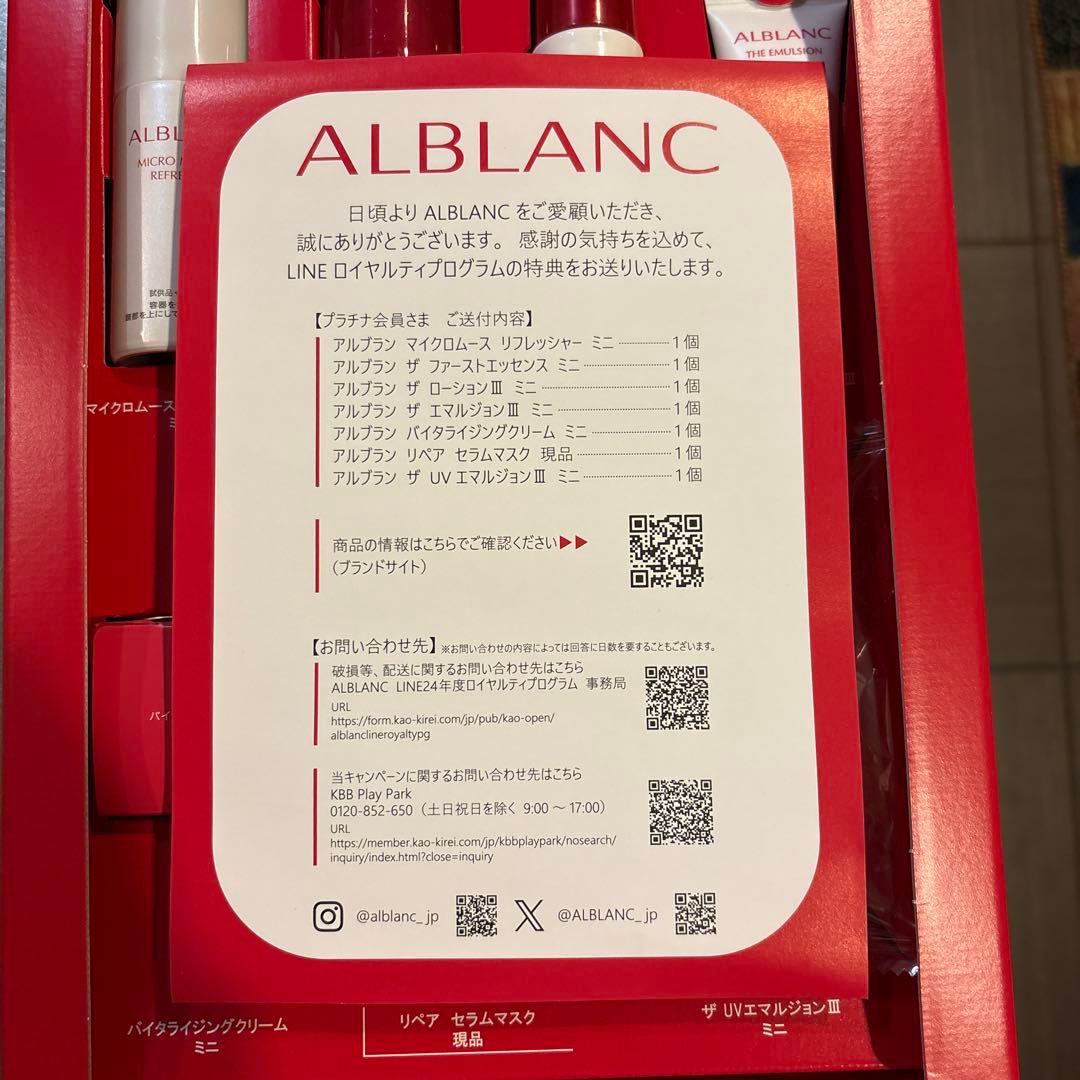 ALBLANC
THE EMULSION
ALBL
MICRO
REFRE
試供品
容器を
頭部を上にして
マイクロムース
ミ
ALBLANC
日頃より ALBLANC をご愛顧いただき、
誠にありがとうございます。 感謝の気持ちを込めて、
LINE ロイヤルティプログラムの特典をお送りいたします。
【プラチナ会員さま ご送付内容】
アルブラン マイクロムース リフレッシャー ミニ ················· 1個
アルブラン ザ ファーストエッセンス ミニ ························ 1個
アルブラン ザ ローションⅢ ミニ ································ 1個
アルブラン ザ エマルジョンⅢ ミニ ······························ 1個
アルブラン バイタライジングクリーム ミニ ······················ 1個
アルブラン リペア セラムマスク 現品 ··························· 1個
アルブラン ザ UV エマルジョンⅢ ミニ ·························· 1個
商品の情報はこちらでご確認ください▶▶
(ブランドサイト)
【お問い合わせ先】 ※お問い合わせの内容によっては回答に日数を要することもございます。
破損等、配送に関するお問い合わせ先はこちら
ALBLANC LINE24年度ロイヤルティプログラム 事務局
URL
https://form.kao-kirei.com/jp/pub/kao-open/
alblanclineroyaltypg
当キャンペーンに関するお問い合わせ先はこちら
KBB Play Park
0120-852-650（土日祝日を除く 9:00 ～ 17:00）
URL
https://member.kao-kirei.com/jp/kbbplaypark/nosearch/
inquiry/index.html?close=inquiry
@alblanc_jp
@ALBLANC_jp
バイ
バイタライジングクリーム
ミニ
リペア セラムマスク
現品
ザ UVエマルジョンⅢ
ミニ